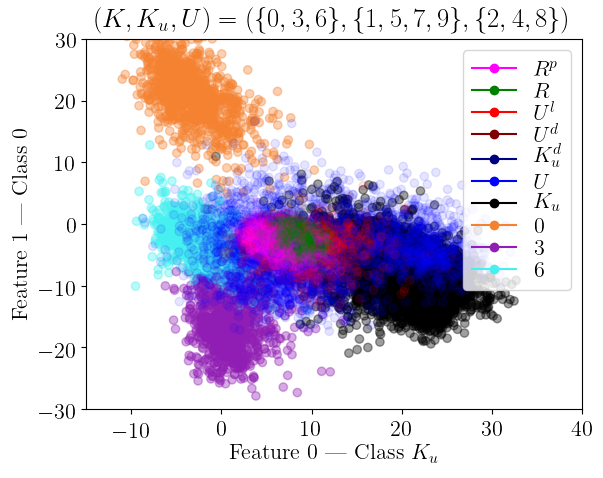 (K, K_u, U) = ({0, 3, 6}, {1, 5, 7, 9}, {2, 4, 8})
30
20
10
0
−10
−20
−30
Feature 1 — Class 0
−10
0
10
20
30
40
Feature 0 — Class K_u
R^p
R
U^l
U^d
K_u^d
U
K_u
0
3
6